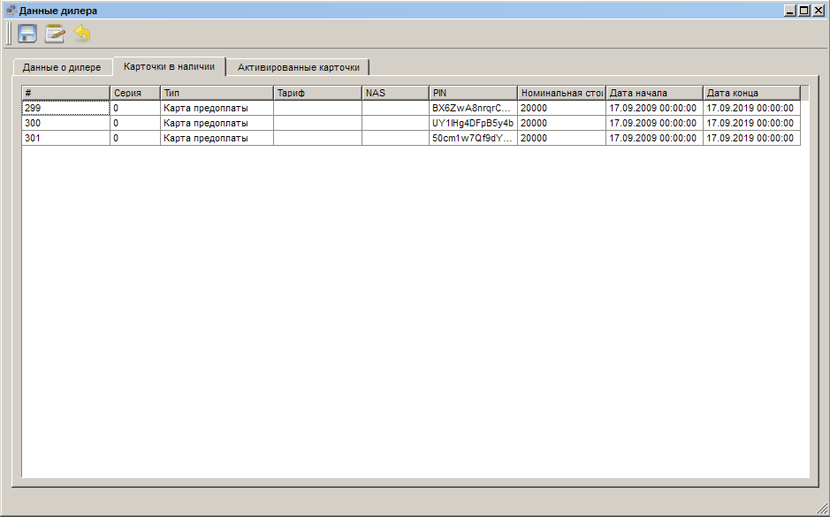 Данные дилера
Данные о дилере Карточки в наличии Активированные карточки
# Серия Тип Тариф NAS PIN Номинальная стоі Дата начала Дата конца
299 0 Карта предоплаты BX6ZwA8nrqrC... 20000 17.09.2009 00:00:00 17.09.2019 00:00:00
300 0 Карта предоплаты UY1lHg4DFpB5y4b 20000 17.09.2009 00:00:00 17.09.2019 00:00:00
301 0 Карта предоплаты 50cm1w7Qf9dY... 20000 17.09.2009 00:00:00 17.09.2019 00:00:00